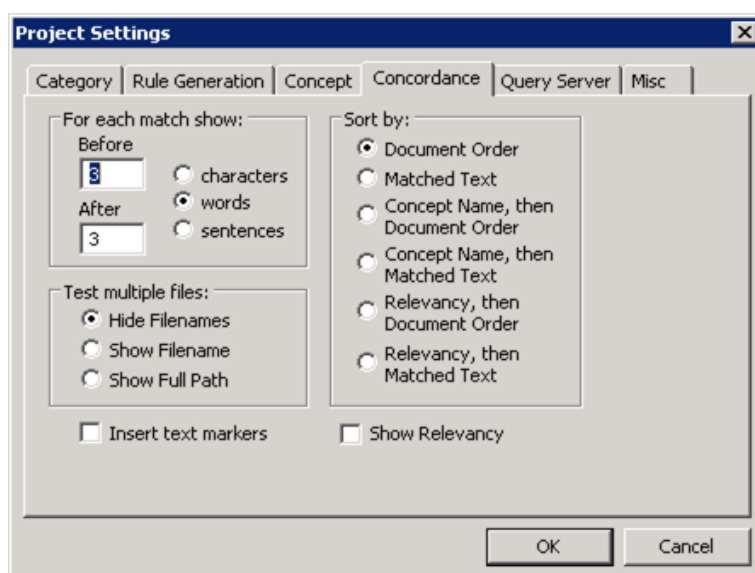 Project Settings
Category Rule Generation Concept Concordance Query Server Misc
For each match show:
Before
3
After
3
characters
words
sentences
Test multiple files:
Hide Filenames
Show Filename
Show Full Path
Insert text markers
Sort by:
Document Order
Matched Text
Concept Name, then
Document Order
Concept Name, then
Matched Text
Relevancy, then
Document Order
Relevancy, then
Matched Text
Show Relevancy
OK Cancel